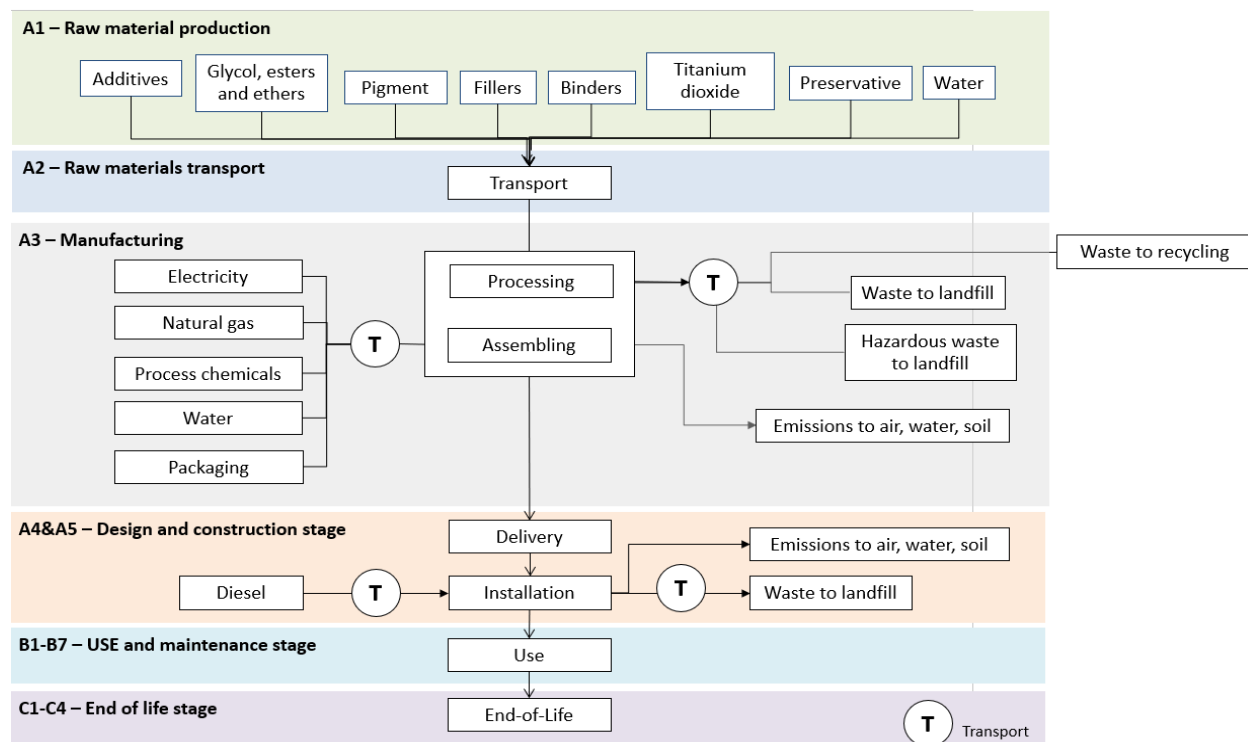 A1 – Raw material production
Additives
Glycol, esters
and ethers
Pigment
Fillers
Binders
Titanium
dioxide
Preservative
Water
A2 – Raw materials transport
Transport
A3 – Manufacturing
Electricity
Natural gas
Process chemicals
Water
Packaging
T
Processing
Assembling
T
Waste to recycling
Waste to landfill
Hazardous waste
to landfill
Emissions to air, water, soil
A4&A5 – Design and construction stage
Delivery
Emissions to air, water, soil
Diesel
T
Installation
T
Waste to landfill
B1-B7 – USE and maintenance stage
Use
C1-C4 – End of life stage
End-of-Life
T
Transport